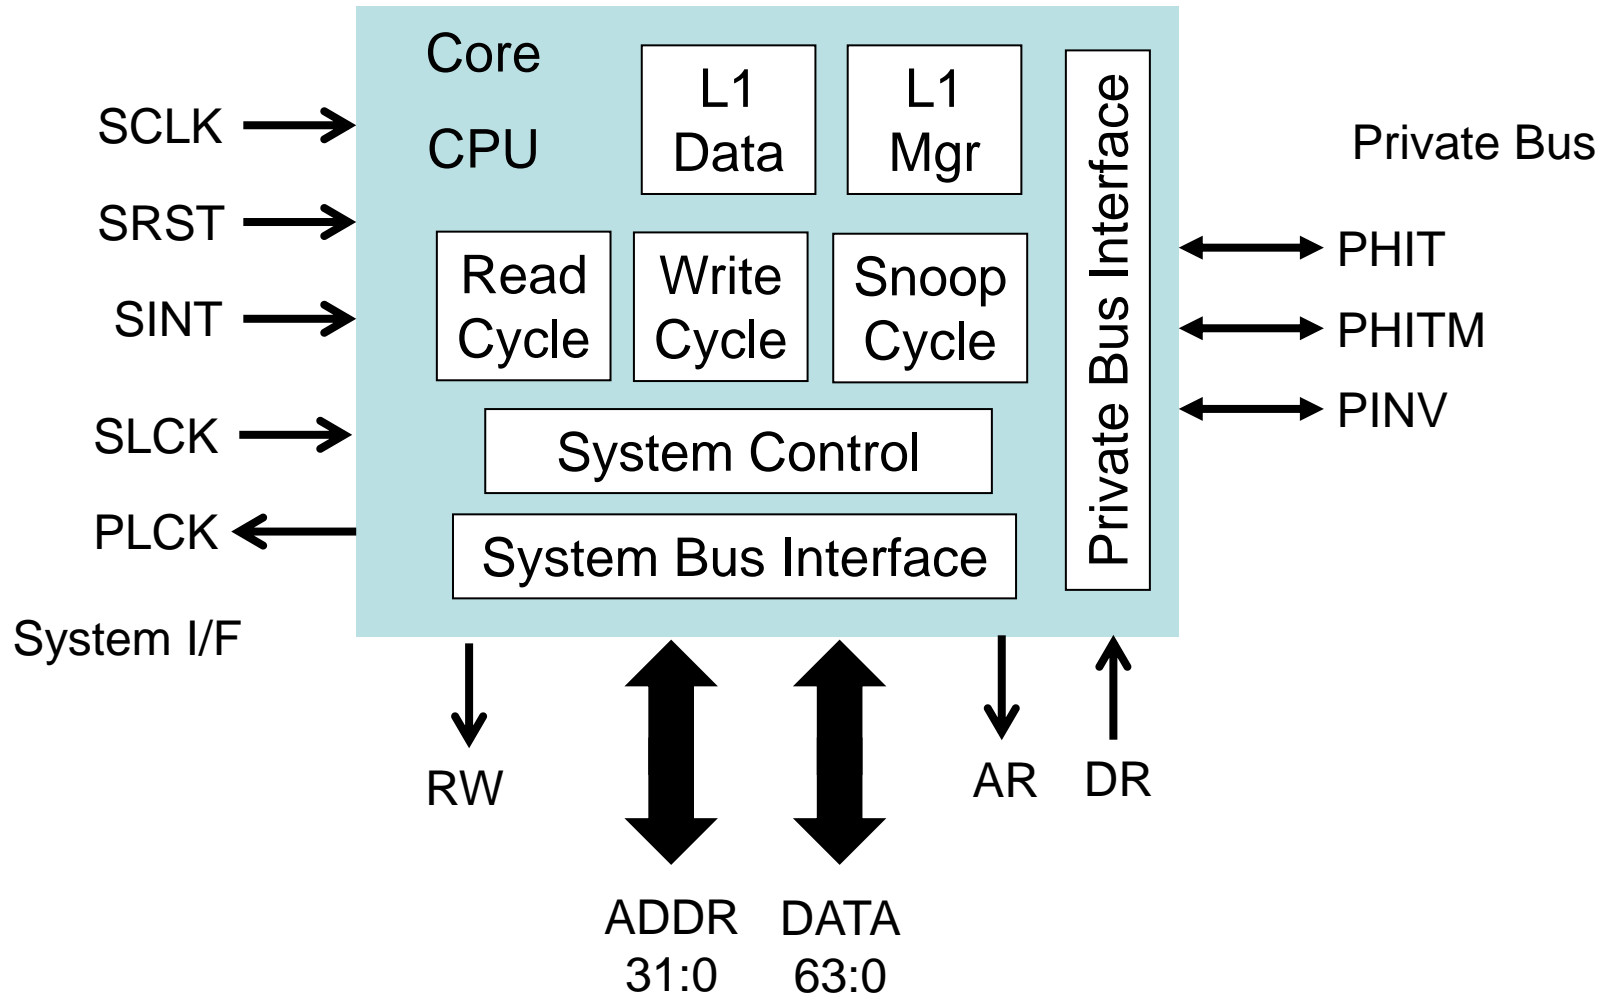 Core
CPU
L1
Data
L1
Mgr
Private Bus Interface
SCLK
SRST
SINT
SLCK
PLCK
System I/F
Read
Cycle
Write
Cycle
Snoop
Cycle
System Control
System Bus Interface
Private Bus
PHIT
PHITM
PINV
RW
ADDR
31:0
DATA
63:0
AR
DR